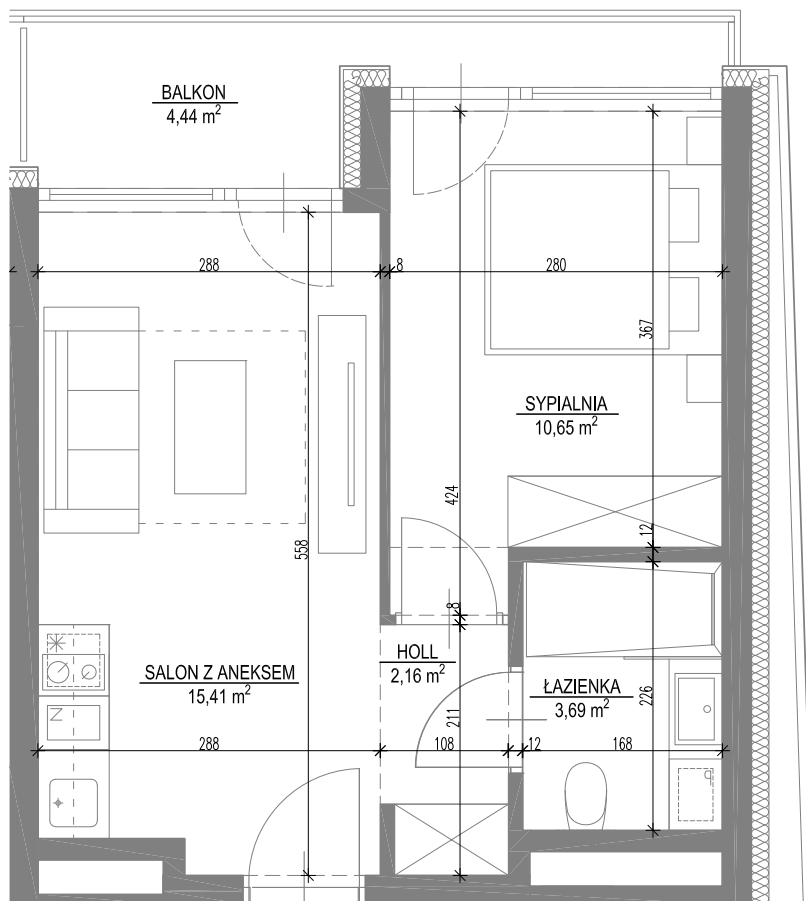 BALKON
4,44 m²
288
8
280
367
SYPIALNIA
10,65 m²
424
558
12
8
HOLL
2,16 m²
SALON Z ANEKSEM
15,41 m²
ŁAZIENKA
3,69 m²
226
211
288
108
12
168
Z